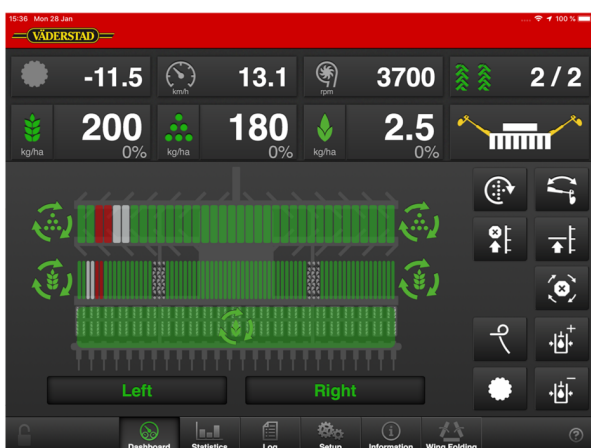 15:36 Mon 28 Jan
100 %
VÄDERSTAD
-11.5
km/h
13.1
rpm
3700
2 / 2
kg/ha
200
0%
kg/ha
180
0%
kg/ha
2.5
0%
Left
Right
Dashboard
Statistics
Log
Setup
Information
Wing Folding